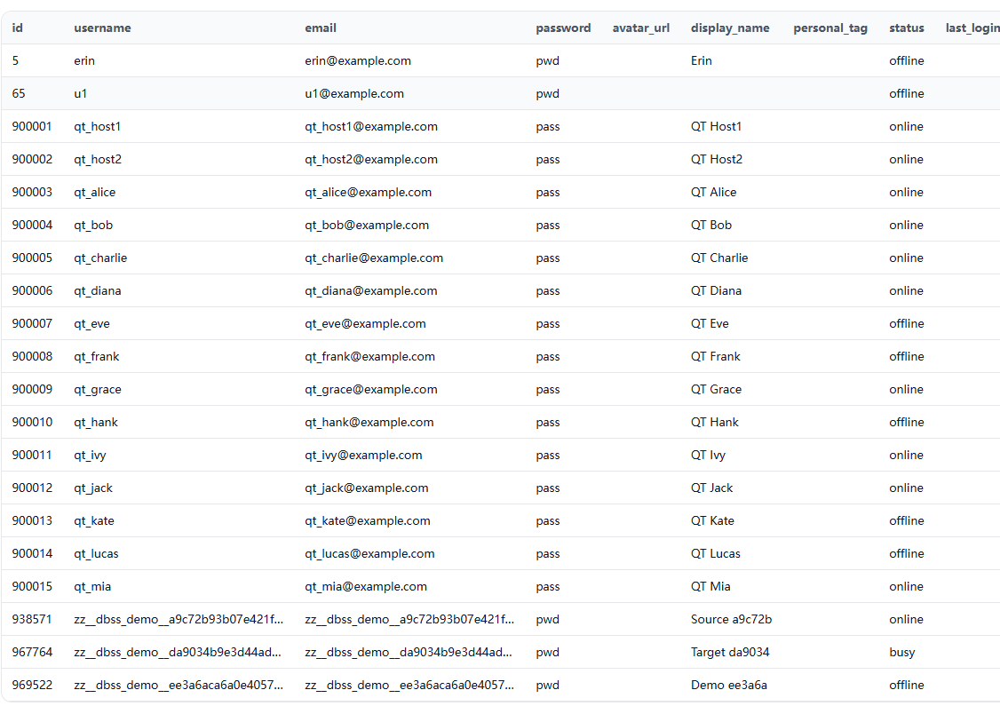 id username email password avatar_url display_name personal_tag status last_login
5 erin erin@example.com pwd Erin offline
65 u1 u1@example.com pwd offline
900001 qt_host1 qt_host1@example.com pass QT Host1 online
900002 qt_host2 qt_host2@example.com pass QT Host2 online
900003 qt_alice qt_alice@example.com pass QT Alice online
900004 qt_bob qt_bob@example.com pass QT Bob online
900005 qt_charlie qt_charlie@example.com pass QT Charlie online
900006 qt_diana qt_diana@example.com pass QT Diana online
900007 qt_eve qt_eve@example.com pass QT Eve offline
900008 qt_frank qt_frank@example.com pass QT Frank offline
900009 qt_grace qt_grace@example.com pass QT Grace online
900010 qt_hank qt_hank@example.com pass QT Hank offline
900011 qt_ivy qt_ivy@example.com pass QT Ivy online
900012 qt_jack qt_jack@example.com pass QT Jack online
900013 qt_kate qt_kate@example.com pass QT Kate offline
900014 qt_lucas qt_lucas@example.com pass QT Lucas offline
900015 qt_mia qt_mia@example.com pass QT Mia online
938571 zz__dbss_demo__a9c72b93b07e421f... zz__dbss_demo__a9c72b93b07e421f... pwd Source a9c72b online
967764 zz__dbss_demo__da9034b9e3d44ad... zz__dbss_demo__da9034b9e3d44ad... pwd Target da9034 busy
969522 zz__dbss_demo__ee3a6aca6a0e4057... zz__dbss_demo__ee3a6aca6a0e4057... pwd Demo ee3a6a offline